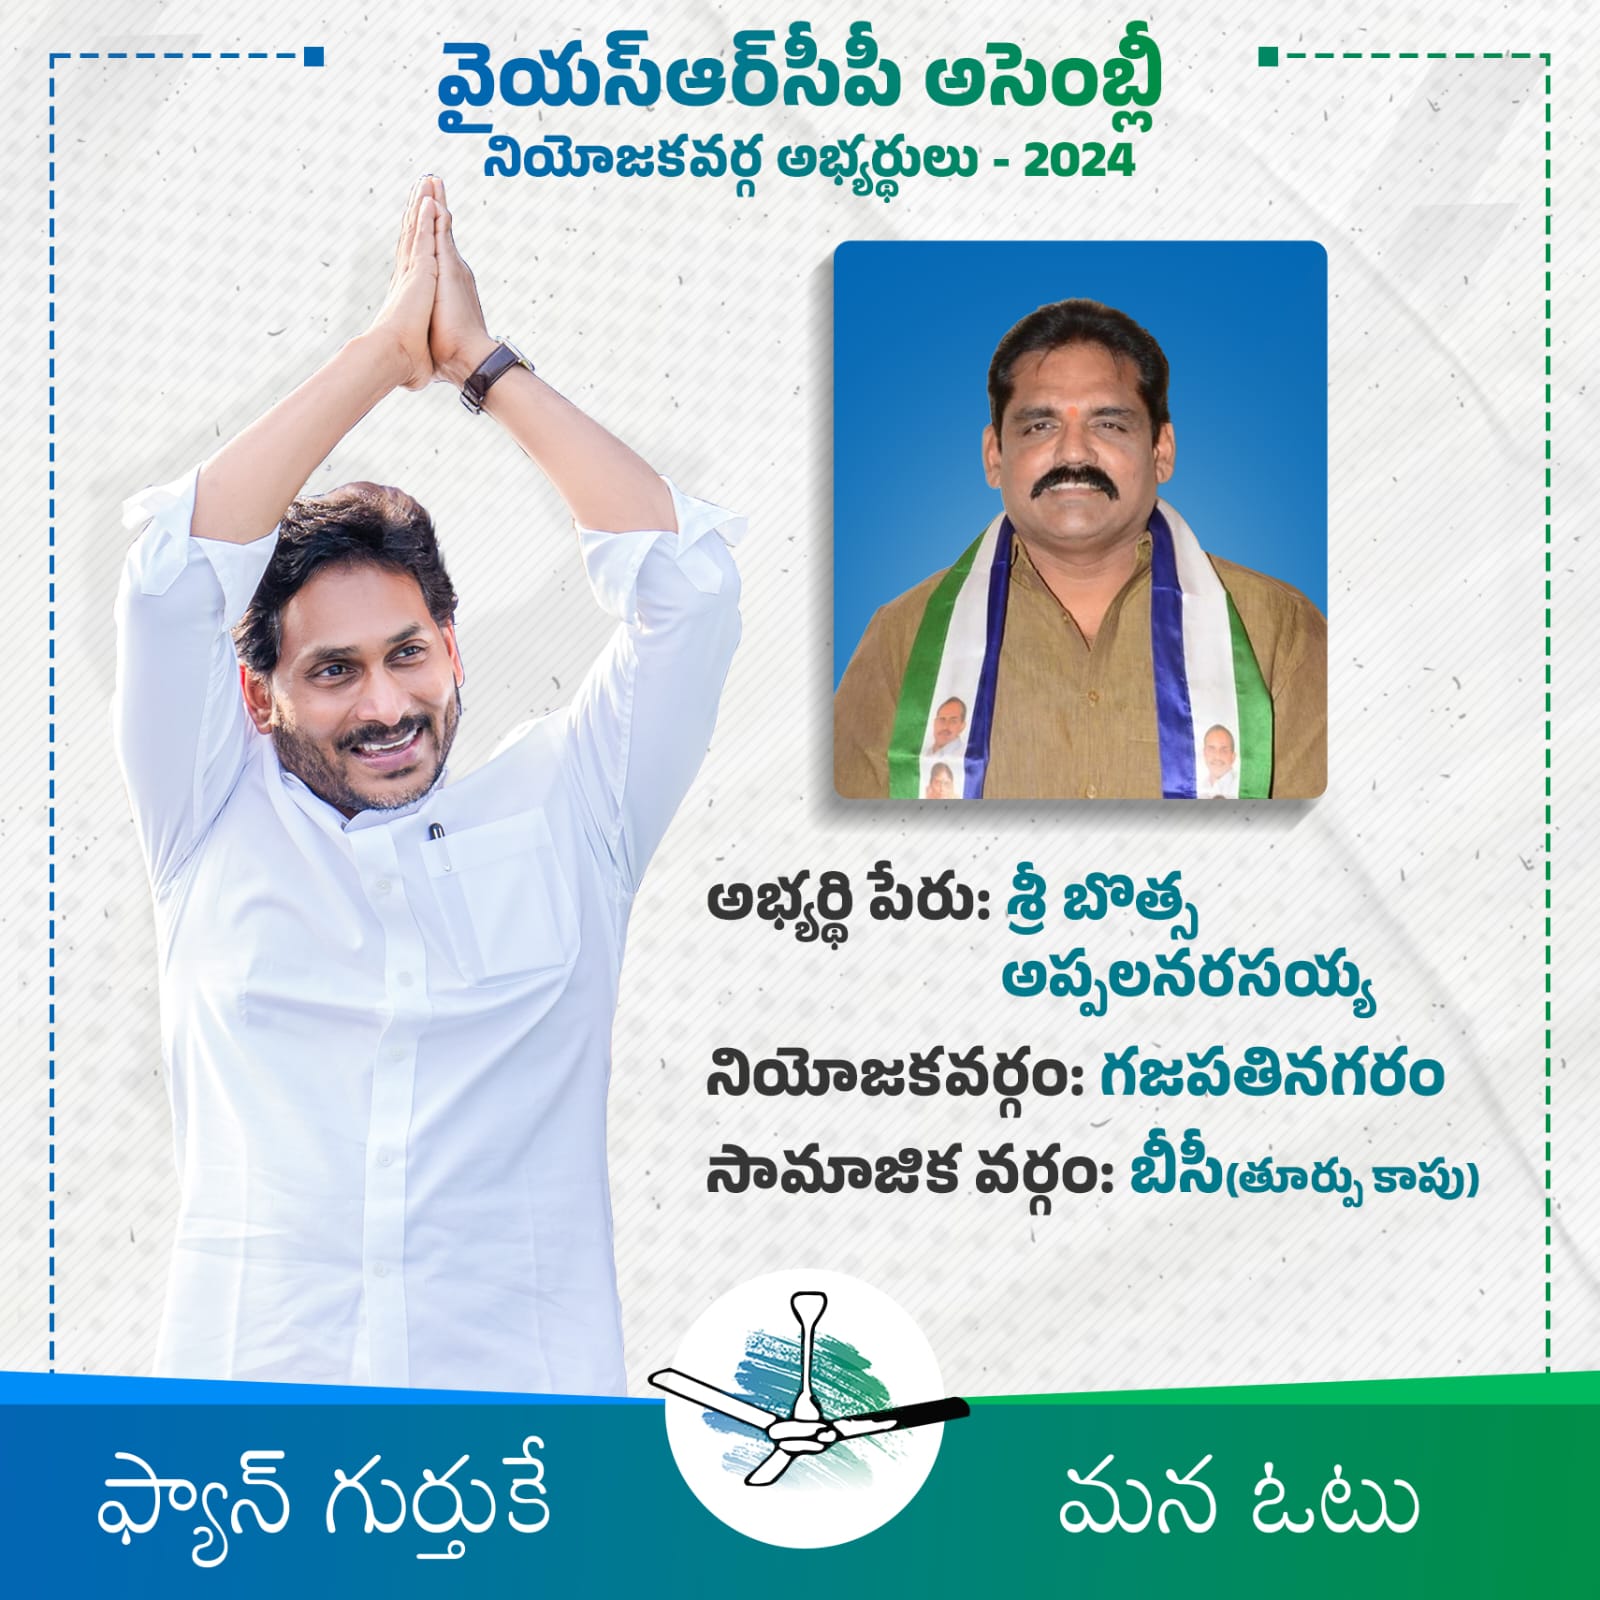 వైయస్ఆర్‌సీపీ అసెంబ్లీ
నియోజకవర్గ అభ్యర్థులు - 2024
అభ్యర్థి పేరు: శ్రీ బొత్స
అప్పలనరసయ్య
నియోజకవర్గం: గజపతినగరం
సామాజిక వర్గం: బీసీ(తూర్పు కాపు)
ఫ్యాన్ గుర్తుకే మన ఓటు